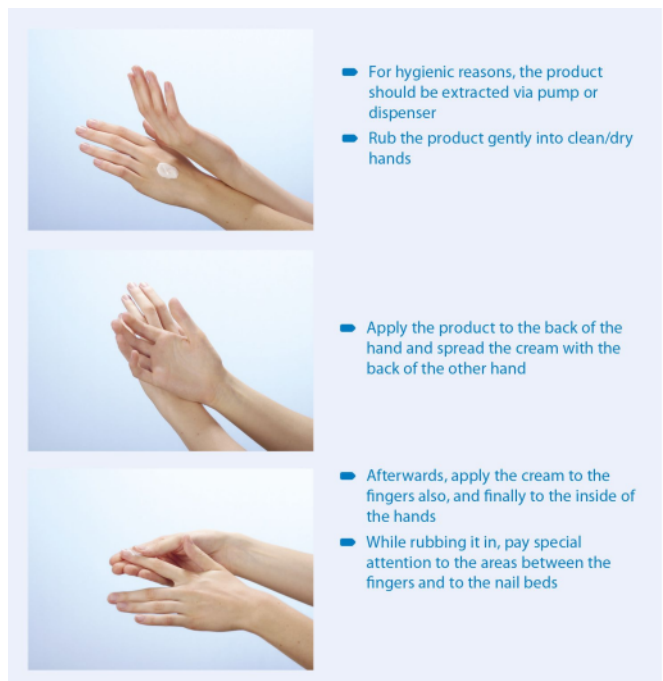 For hygienic reasons, the product
should be extracted via pump or
dispenser
Rub the product gently into clean/dry
hands
Apply the product to the back of the
hand and spread the cream with the
back of the other hand
Afterwards, apply the cream to the
fingers also, and finally to the inside of
the hands
While rubbing it in, pay special
attention to the areas between the
fingers and to the nail beds